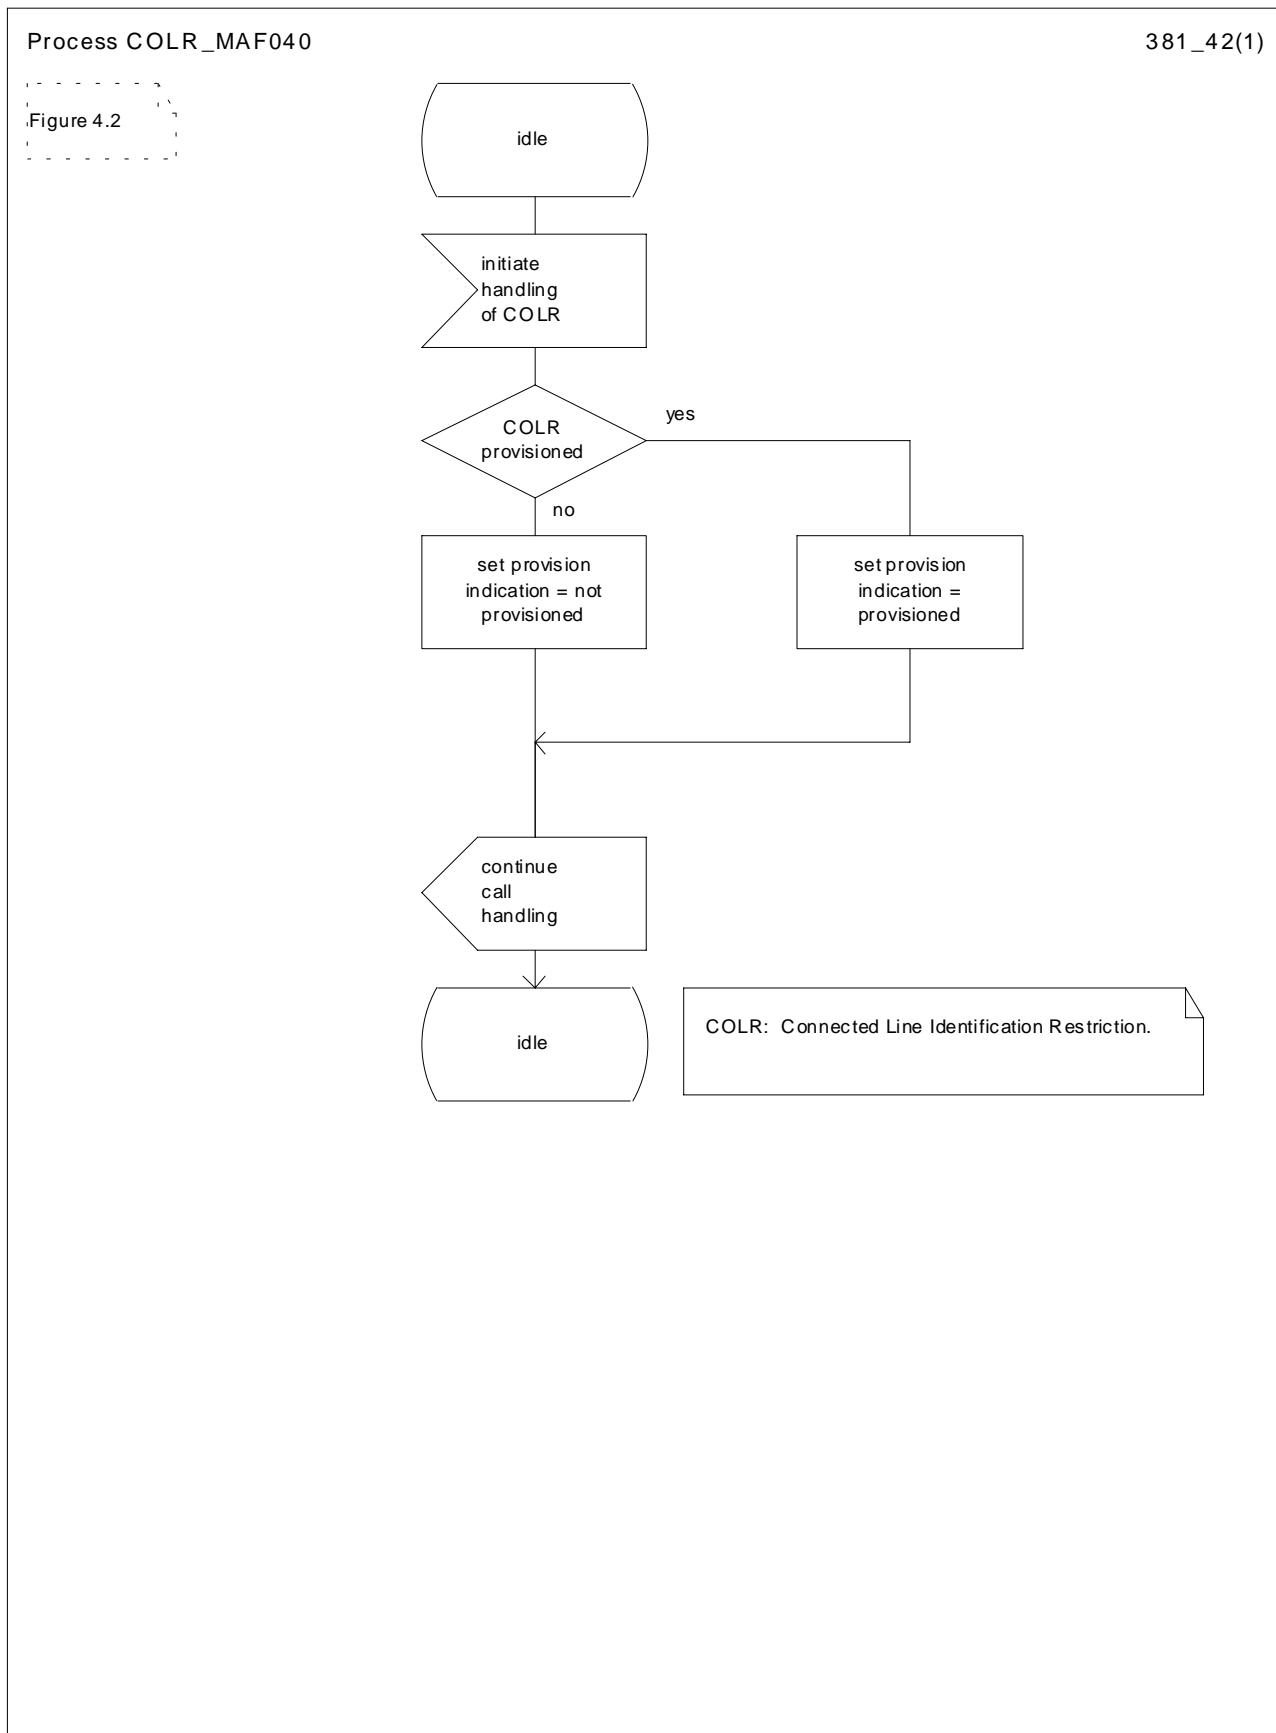 Process COLR_MAF040
381_42(1)
Figure 4.2
idle
initiate
handling
of COLR
COLR
provisioned
yes
no
set provision
indication = not
provisioned
set provision
indication =
provisioned
continue
call
handling
idle
COLR: Connected Line Identification Restriction.